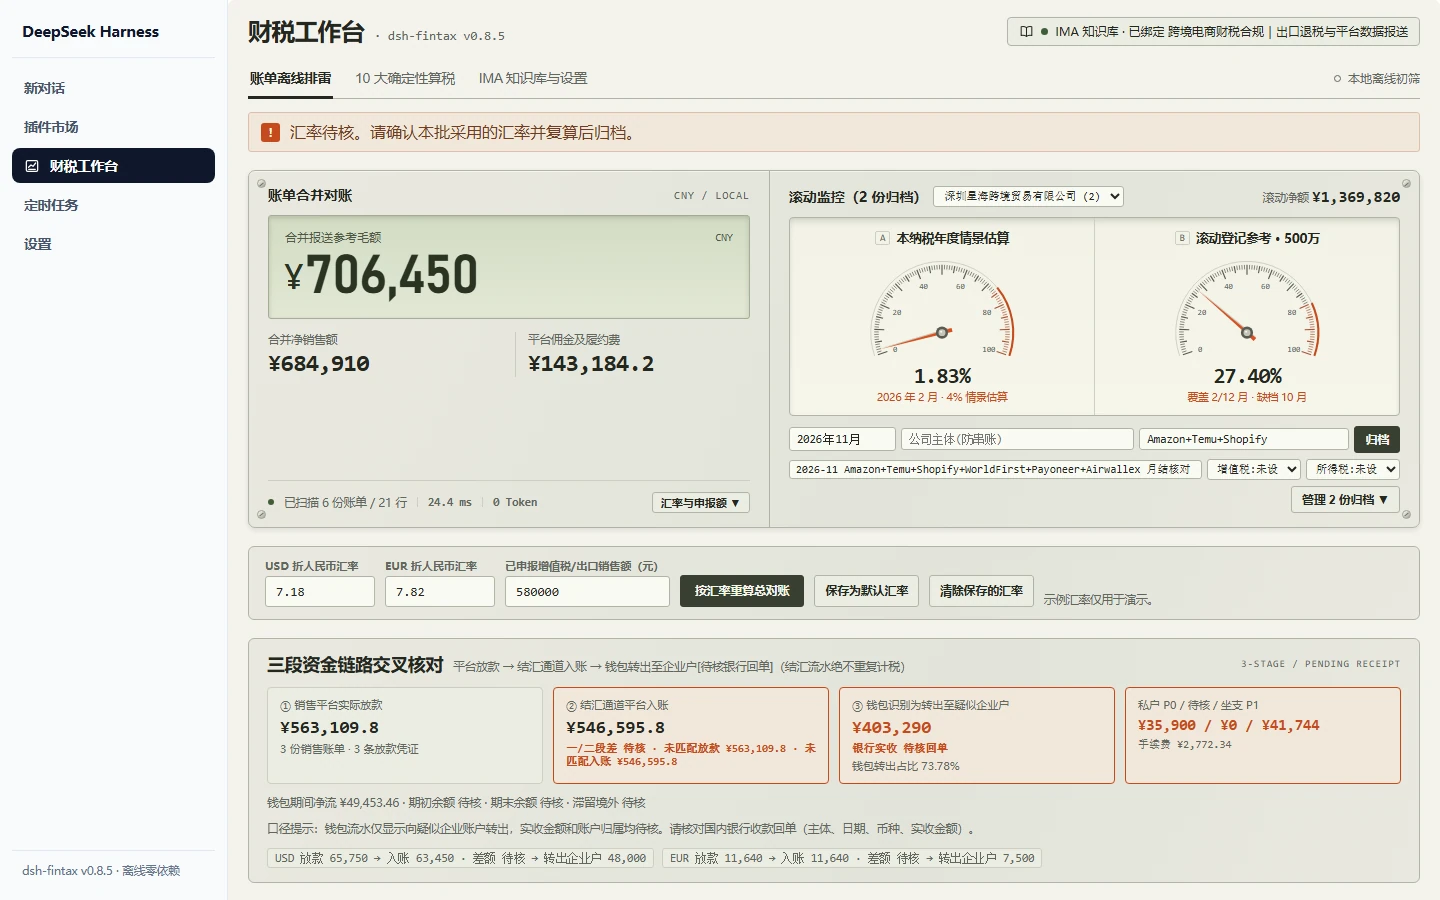 DeepSeek Harness
新对话
插件市场
财税工作台
定时任务
设置
dsh-fintax v0.8.5 · 离线零依赖
财税工作台 · dsh-fintax v0.8.5
IMA 知识库 · 已绑定 跨境电商财税合规 | 出口退税与平台数据报送
账单离线排雷
10 大确定性算税
IMA 知识库与设置
本地离线初筛
! 汇率待核。请确认本批采用的汇率并复算后归档。
账单合并对账
CNY / LOCAL
合并报送参考毛额
CNY
¥706,450
合并净销售额
¥684,910
平台佣金及履约费
¥143,184.2
已扫描 6 份账单 / 21 行
24.4 ms
0 Token
汇率与申报额 ▼
滚动监控（2 份归档）
深圳星海跨境贸易有限公司 (2)
滚动净额 ¥1,369,820
A 本纳税年度情景估算
0
20
40
60
80
100
1.83%
2026 年 2 月 · 4% 情景估算
B 滚动登记参考 • 500万
0
20
40
60
80
100
27.40%
覆盖 2/12 月 · 缺档 10 月
2026年11月
公司主体(防串账)
Amazon+Temu+Shopify
归档
2026-11 Amazon+Temu+Shopify+WorldFirst+Payoneer+Airwallex 月结核对
增值税:未设
所得税:未设
管理 2 份归档 ▼
USD 折人民币汇率
7.18
EUR 折人民币汇率
7.82
已申报增值税/出口销售额（元）
580000
按汇率重算总对账
保存为默认汇率
清除保存的汇率
示例汇率仅用于演示。
三段资金链路交叉核对
平台放款 → 结汇通道入账 → 钱包转出至企业户[待核银行回单]（结汇流水绝不重复计税）
3-STAGE / PENDING RECEIPT
① 销售平台实际放款
¥563,109.8
3 份销售账单 · 3 条放款凭证
② 结汇通道平台入账
¥546,595.8
一/二段差 待核 · 未匹配放款 ¥563,109.8 · 未
匹配入账 ¥546,595.8
③ 钱包识别为转出至疑似企业户
¥403,290
银行实收 待核回单
钱包转出占比 73.78%
私户 P0 / 待核 / 坐支 P1
¥35,900 / ¥0 / ¥41,744
手续费 ¥2,772.34
钱包期间净流 ¥49,453.46 · 期初余额 待核 · 期末余额 待核 · 滞留境外 待核
口径提示：钱包流水仅显示向疑似企业账户转出，实收金额和账户归属均待核。请核对国内银行收款回单（主体、日期、币种、实收金额）。
USD 放款 65,750 → 入账 63,450 · 差额 待核 → 转出企业户 48,000
EUR 放款 11,640 → 入账 11,640 · 差额 待核 → 转出企业户 7,500